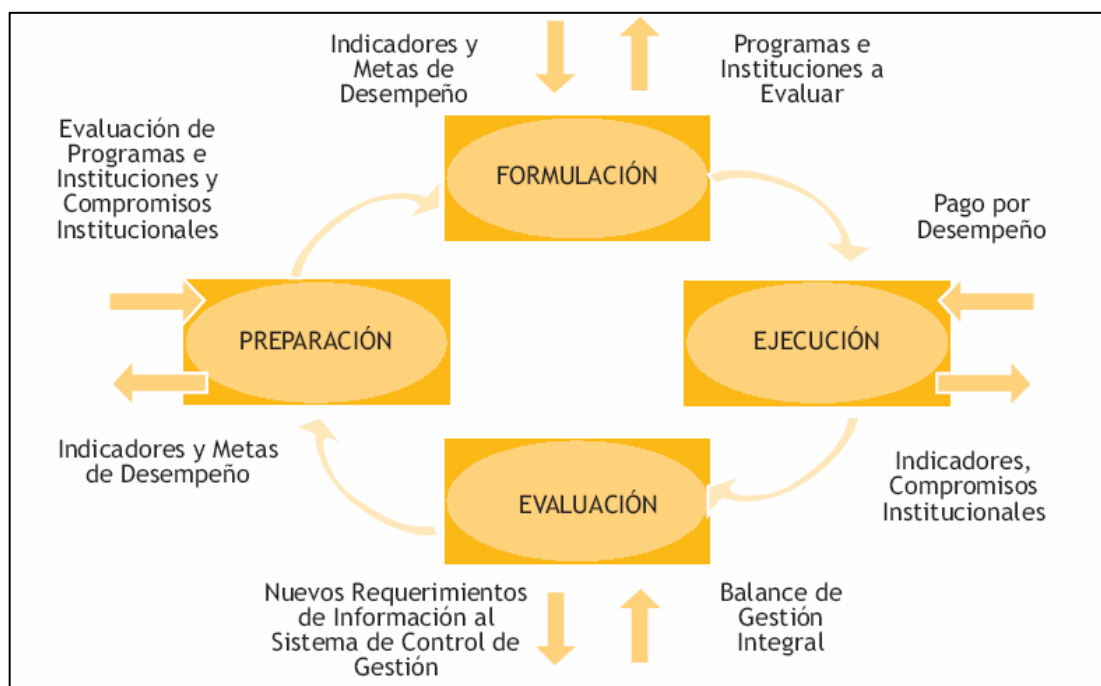 Indicadores y
Metas de
Desempeño
Programas e
Instituciones a
Evaluar
Evaluación de
Programas e
Instituciones y
Compromisos
Institucionales
FORMULACIÓN
Pago por
Desempeño
PREPARACIÓN
EJECUCIÓN
Indicadores y Metas
de Desempeño
Indicadores,
Compromisos
Institucionales
EVALUACIÓN
Nuevos Requerimientos
de Información al
Sistema de Control de
Gestión
Balance de
Gestión
Integral